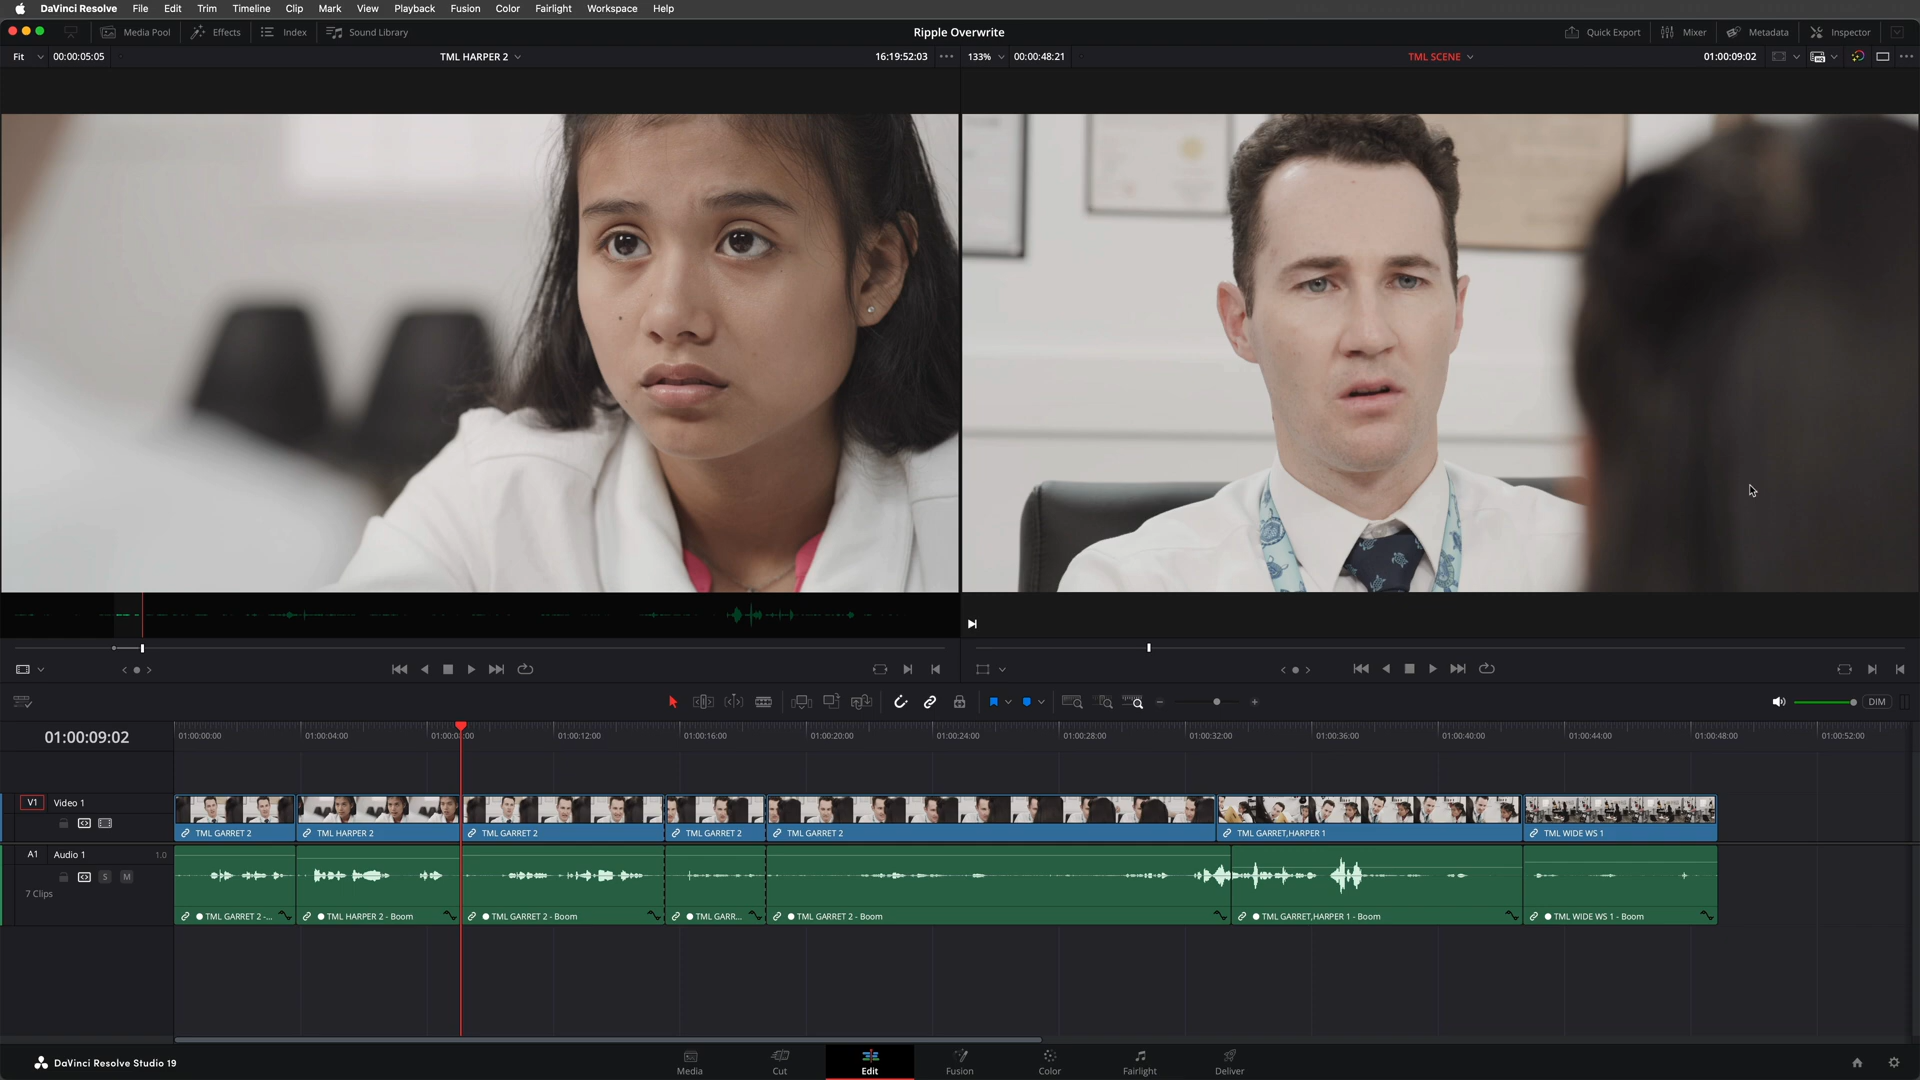 DaVinci Resolve File Edit Trim Timeline Clip Mark View Playback Fusion Color Fairlight Workspace Help
Media Pool Effects Index Sound Library Ripple Overwrite Quick Export Mixer Metadata Inspector
Fit 00:00:05:05 TML HARPER 2 16:19:52:03 133% 00:00:48:21 TML SCENE 01:00:09:02
DIM
01:00:09:02 01:00:00:00 01:00:04:00 01:00:12:00 01:00:16:00 01:00:20:00 01:00:24:00 01:00:28:00 01:00:32:00 01:00:36:00 01:00:40:00 01:00:44:00 01:00:48:00 01:00:52:00
V1 Video 1
TML GARRET 2 TML HARPER 2 TML GARRET 2 TML GARRET 2 TML GARRET 2 TML GARRET,HARPER 1 TML WIDE WS 1
A1 Audio 1 1.0
S M
7 Clips
TML GARRET 2 -... TML HARPER 2 - Boom TML GARRET 2 - Boom TML GARR... TML GARRET 2 - Boom TML GARRET,HARPER 1 - Boom TML WIDE WS 1 - Boom
DaVinci Resolve Studio 19
Media Cut Edit Fusion Color Fairlight Deliver